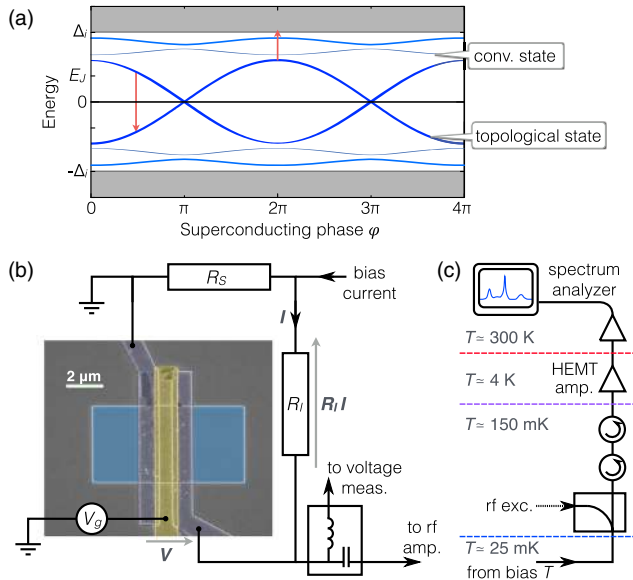 (a)
Δi
EJ
0
-Δi
Energy
conv. state
topological state
0
π
2π
3π
4π
Superconducting phase φ
(b)
RS
bias
current
I
2 µm
RI
RI I
to voltage
meas.
Vg
V
to rf
amp.
(c)
spectrum
analyzer
T≃ 300 K
HEMT
amp.
T≃ 4 K
T≃ 150 mK
rf exc.
T≃ 25 mK
from bias T